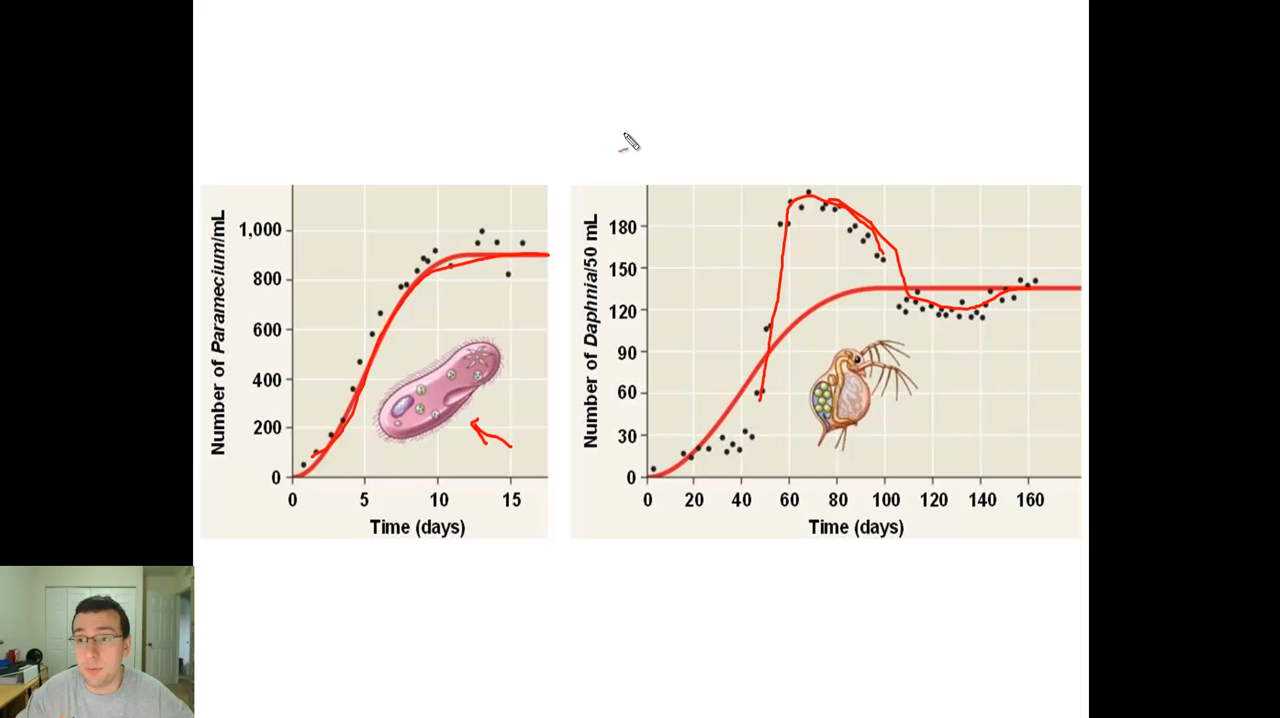 Number of Paramecium/mL
1,000
800
600
400
200
0
0 5 10 15
Time (days)
Number of Daphnia/50 mL
180
150
120
90
60
30
0
0 20 40 60 80 100 120 140 160
Time (days)